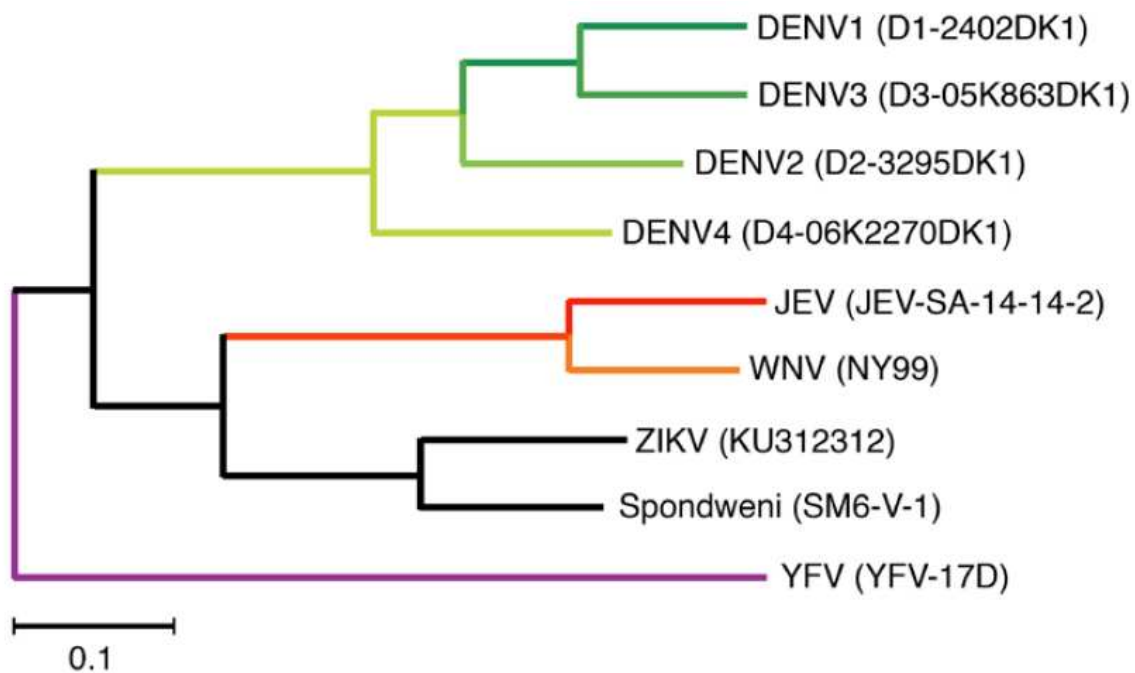 DENV1 (D1-2402DK1)
DENV3 (D3-05K863DK1)
DENV2 (D2-3295DK1)
DENV4 (D4-06K2270DK1)
JEV (JEV-SA-14-14-2)
WNV (NY99)
ZIKV (KU312312)
Spondweni (SM6-V-1)
YFV (YFV-17D)
0.1